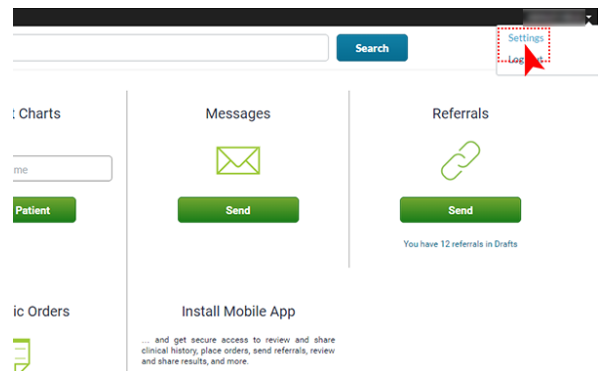 Settings
Search
Charts
Messages
Referrals
me
Patient
Send
Send
You have 12 referrals in Drafts
ic Orders
Install Mobile App
... and get secure access to review and share
clinical history, place orders, send referrals, review
and share results, and more.